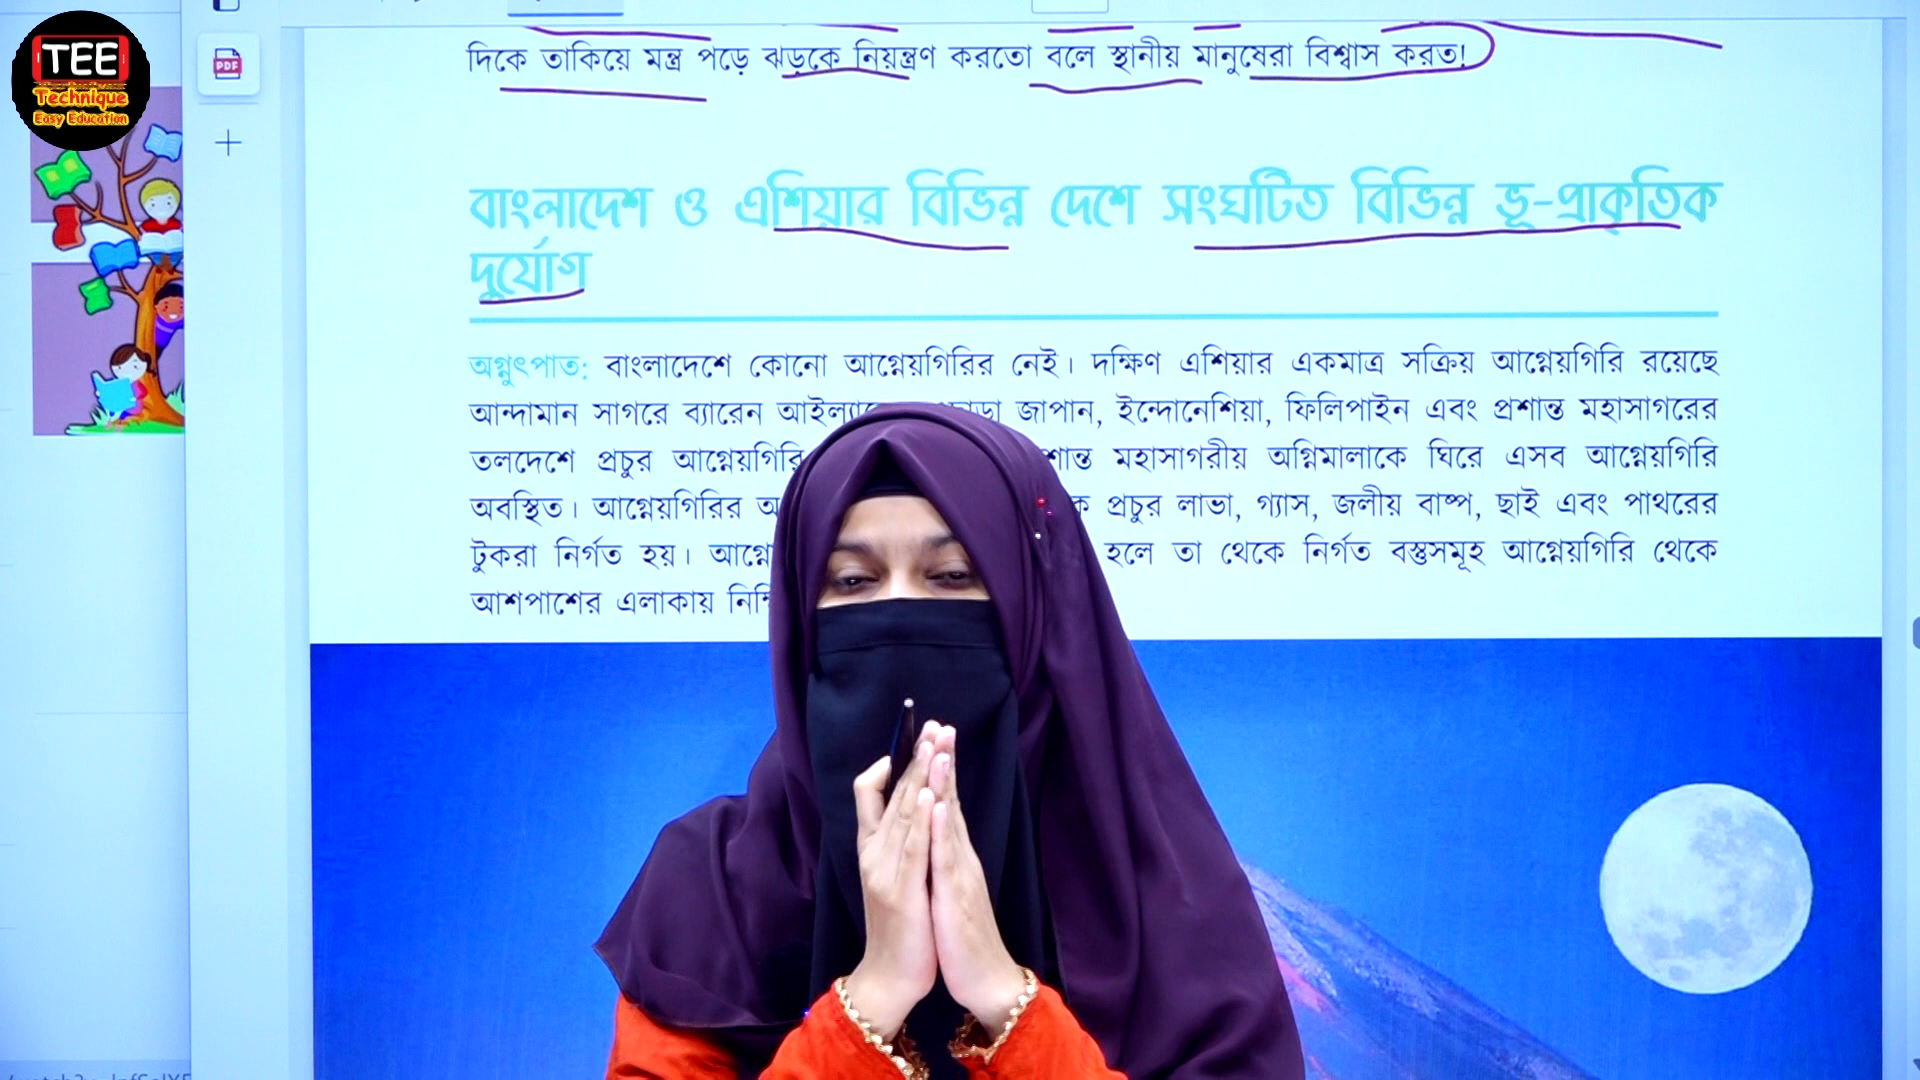 TEE
Technique
Easy Education
PDF
দিকে তাকিয়ে মন্ত্র পড়ে ঝড়কে নিয়ন্ত্রণ করতো বলে স্থানীয় মানুষেরা বিশ্বাস করত!
বাংলাদেশ ও এশিয়ার বিভিন্ন দেশে সংঘটিত বিভিন্ন ভূ-প্রাকৃতিক
দুর্যোগ
অগ্নুৎপাত: বাংলাদেশে কোনো আগ্নেয়গিরির নেই। দক্ষিণ এশিয়ার একমাত্র সক্রিয় আগ্নেয়গিরি রয়েছে
আন্দামান সাগরে ব্যারেন জাপান, ইন্দোনেশিয়া, ফিলিপাইন এবং প্রশান্ত মহাসাগরের
তলদেশে প্রচুর আগ্নেয়গিরি মহাসাগরীয় অগ্নিমালাকে ঘিরে এসব আগ্নেয়গিরি
অবস্থিত। আগ্নেয়গিরির প্রচুর লাভা, গ্যাস, জলীয় বাষ্প, ছাই এবং পাথরের
টুকরা নির্গত হয়। হলে তা থেকে নির্গত বস্তুসমূহ আগ্নেয়গিরি থেকে
আশপাশের এলাকায়